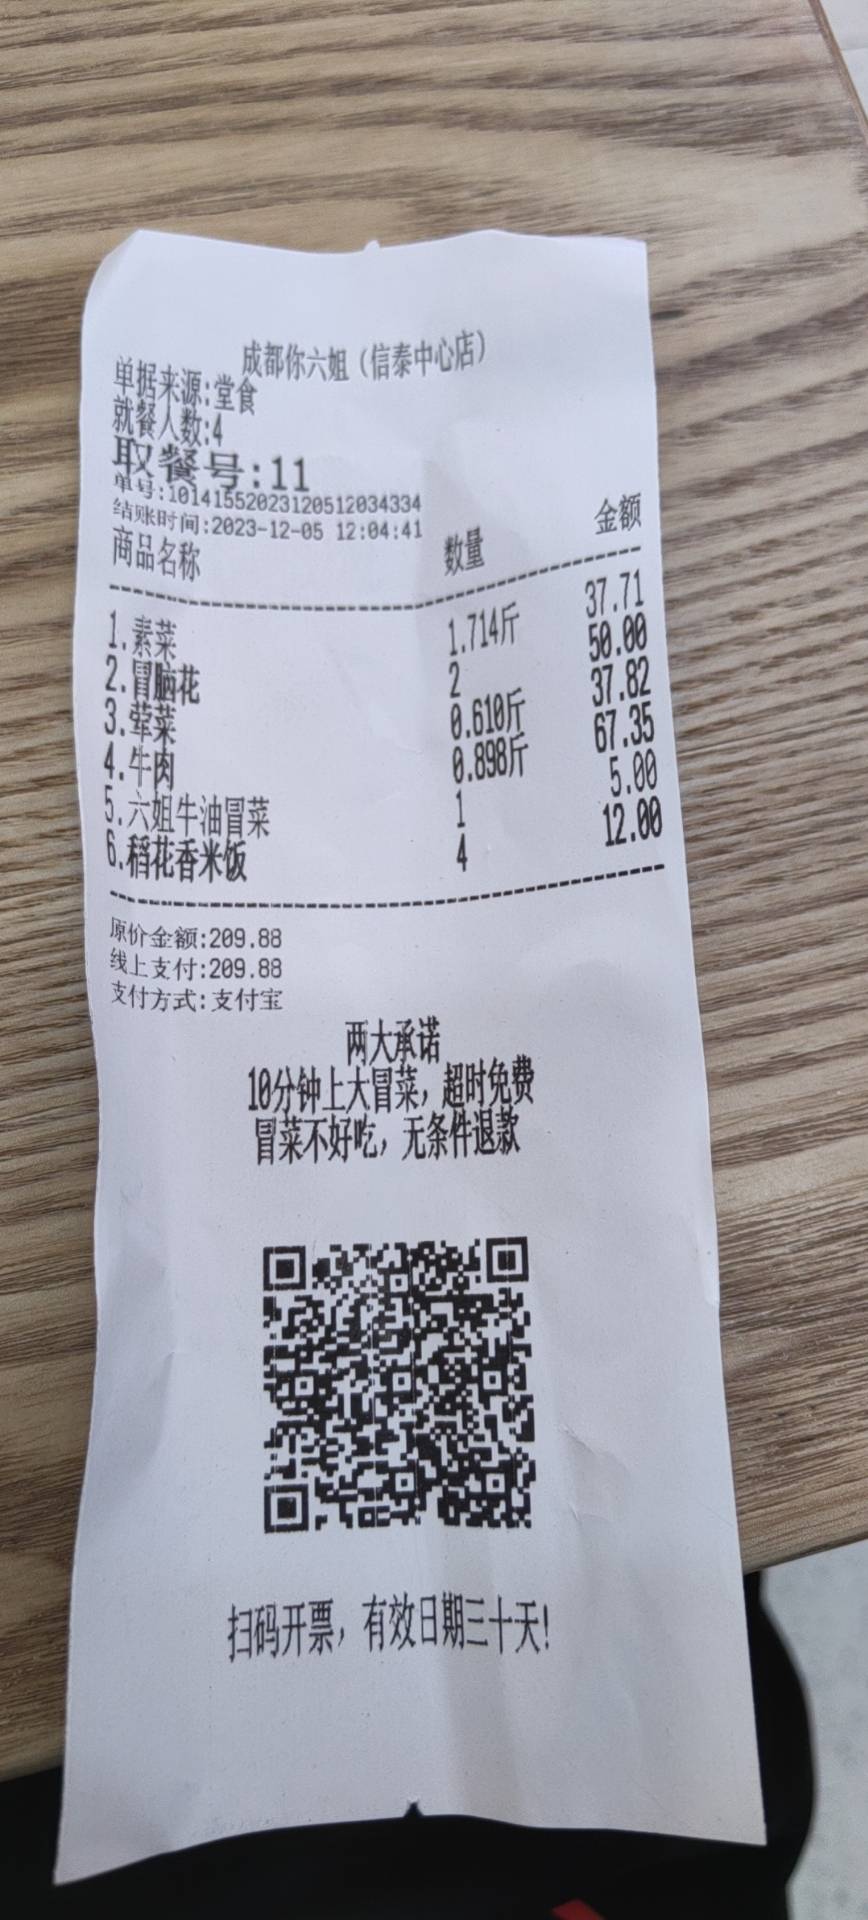 成都你六姐（信泰中心店）
单据来源:堂食
就餐人数:4
取餐号:11
单号:10141552023120512034334
结账时间:2023-12-05 12:04:41
商品名称 数量 金额
1.素菜 1.714斤 37.71
2.冒脑花 2 50.00
3.荤菜 0.610斤 37.82
4.牛肉 0.898斤 67.35
5.六姐牛油冒菜 1 5.00
6.稻花香米饭 4 12.00
原价金额:209.88
线上支付:209.88
支付方式:支付宝
两大承诺
10分钟上大冒菜，超时免费
冒菜不好吃，无条件退款
扫码开票，有效日期三十天!